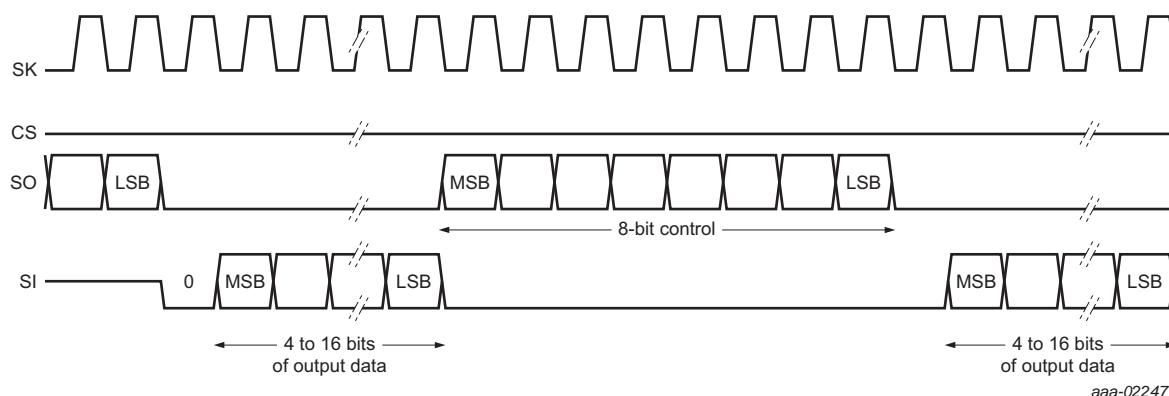 SK
CS
SO
LSB
MSB
LSB
8-bit control
SI
0
MSB
LSB
MSB
LSB
4 to 16 bits
of output data
4 to 16 bits
of output data
aaa-02247